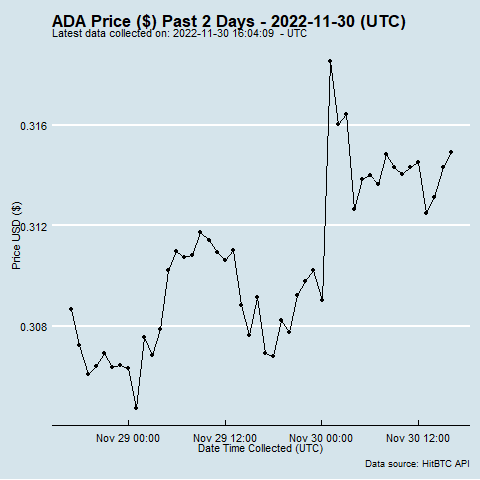 ADA Price ($) Past 2 Days - 2022-11-30 (UTC)
Latest data collected on: 2022-11-30 16:04:09  - UTC
Price USD ($)
0.316
0.312
0.308
Nov 29 00:00
Nov 29 12:00
Nov 30 00:00
Nov 30 12:00
Date Time Collected (UTC)
Data source: HitBTC API